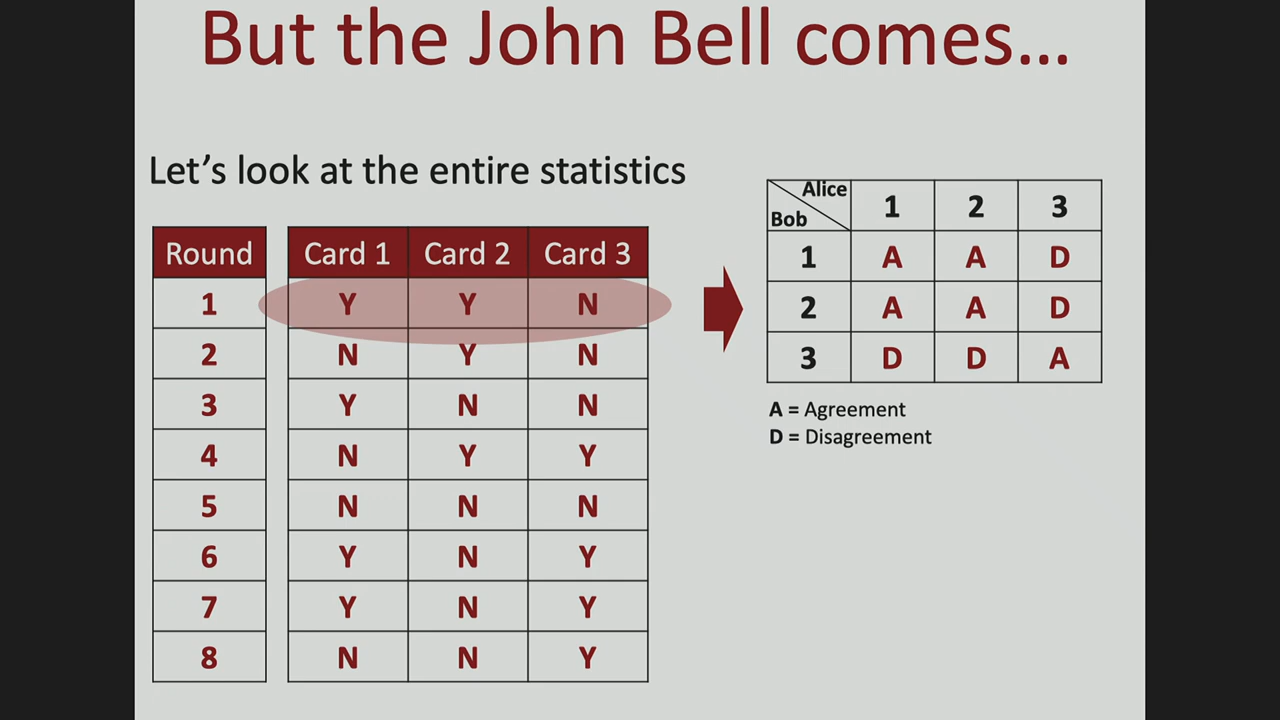 But the John Bell comes...
Let's look at the entire statistics
Round Card 1 Card 2 Card 3
1 Y Y N
2 N Y N
3 Y N N
4 N Y Y
5 N N N
6 Y N Y
7 Y N Y
8 N N Y
Alice
Bob
1 2 3
1 A A D
2 A A D
3 D D A
A = Agreement
D = Disagreement